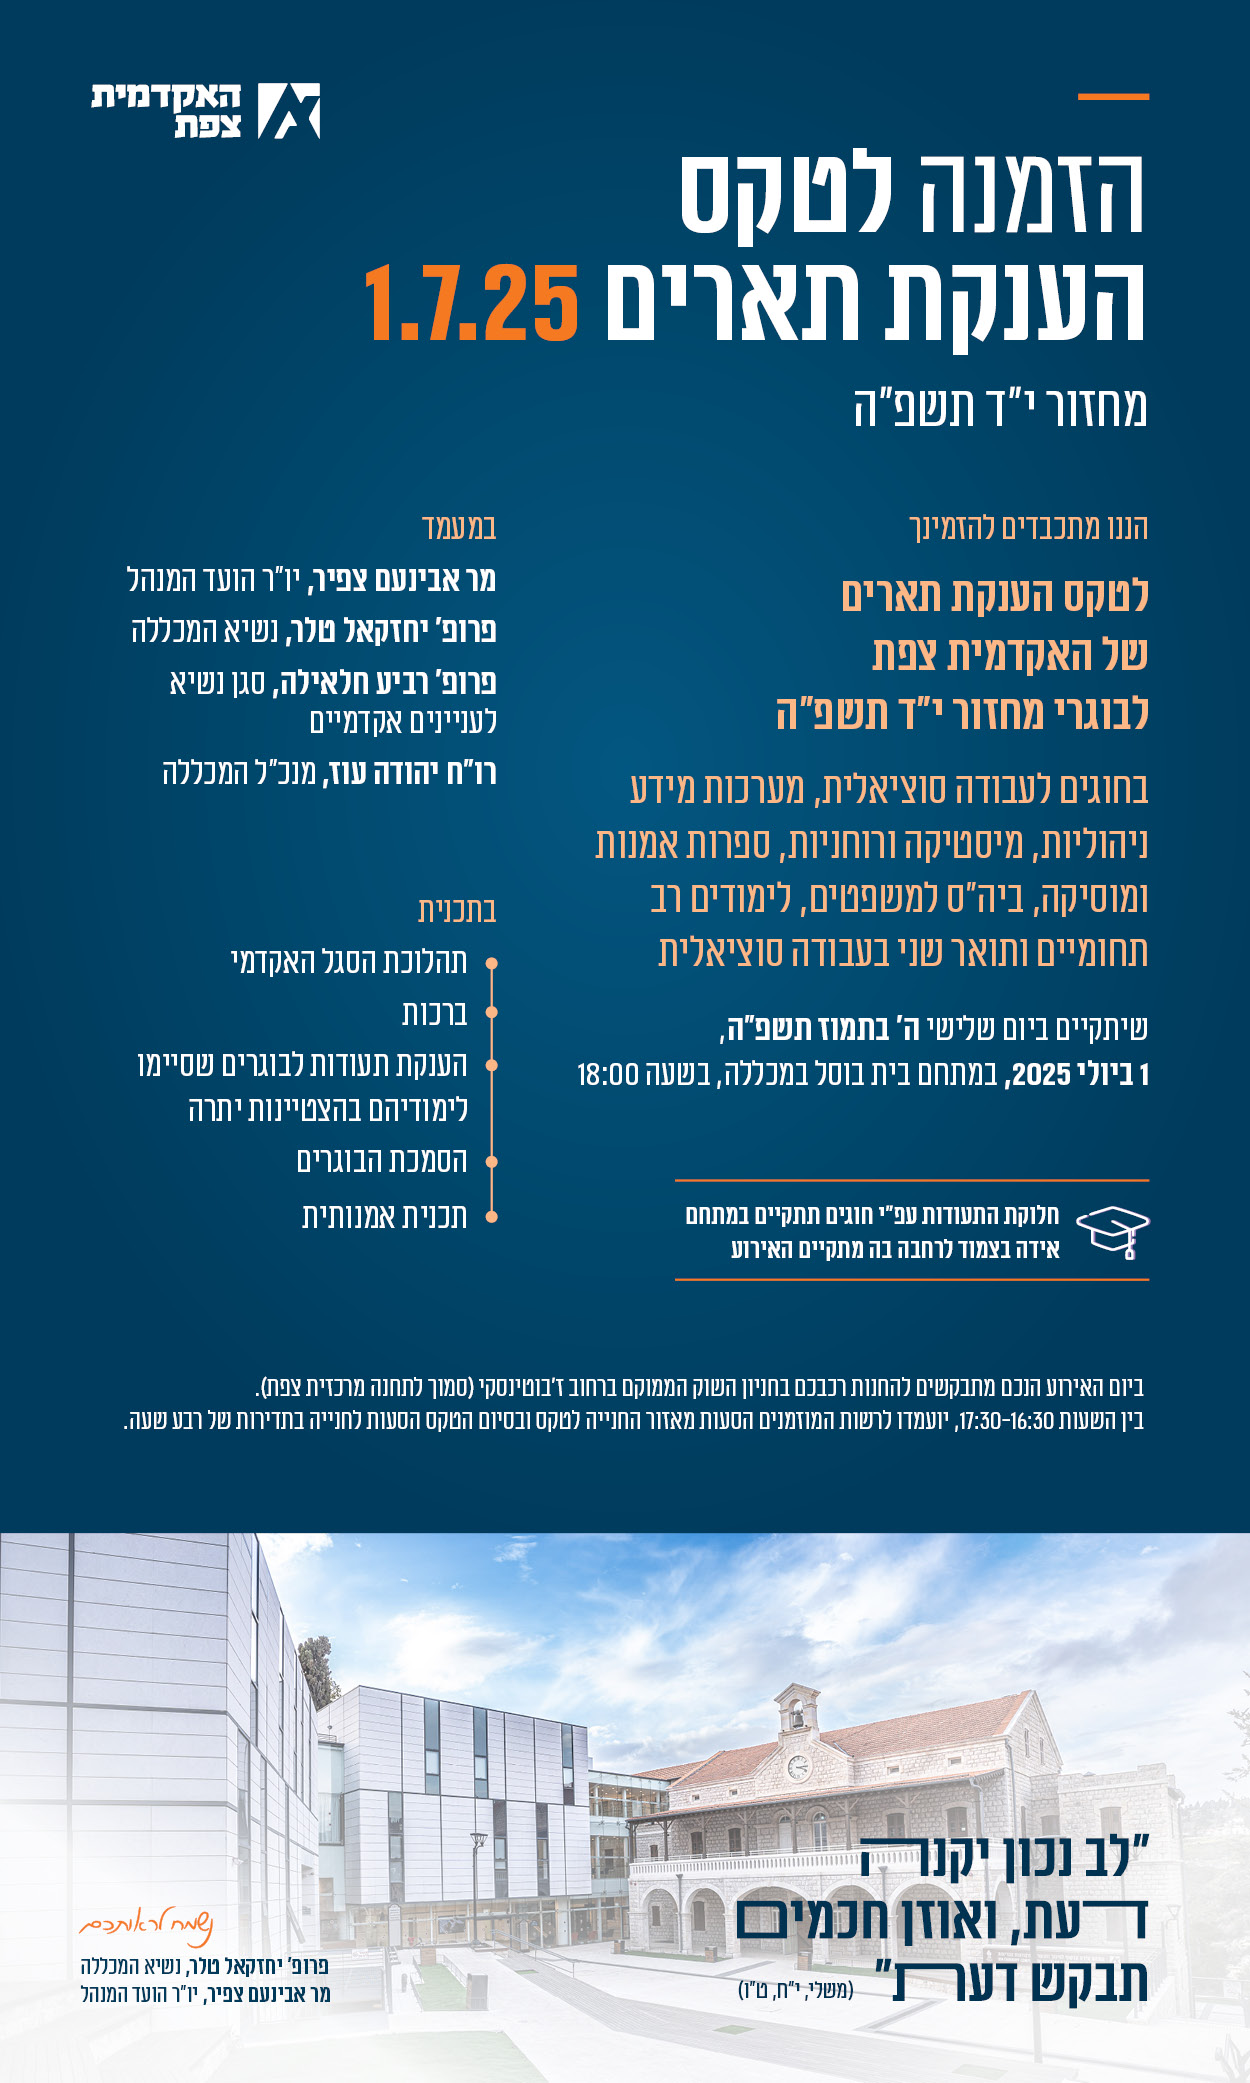 האקדמית
צפת
הזמנה לטקס
הענקת תארים 1.7.25
מחזור י"ד תשפ"ה
הננו מתכבדים להזמינך
לטקס הענקת תארים
של האקדמית צפת
לבוגרי מחזור י"ד תשפ"ה
בחוגים לעבודה סוציאלית, מערכות מידע
ניהוליות, מיסטיקה ורוחניות, ספרות אמנות
ומוסיקה, ביה"ס למשפטים, לימודים רב
תחומיים ותואר שני בעבודה סוציאלית
שיתקיים ביום שלישי ה' בתמוז תשפ"ה,
1 ביולי 2025, במתחם בית בוסל במכללה, בשעה 18:00
חלוקת התעודות עפ"י חוגים תתקיים במתחם
אידה בצמוד לרחבה בה מתקיים האירוע
במעמד
מר אבינעם צפיר, יו"ר הועד המנהל
פרופ' יחזקאל טלר, נשיא המכללה
פרופ' רביע חלאילה, סגן נשיא
לעניינים אקדמיים
רו"ח יהודה עוז, מנכ"ל המכללה
בתכנית
תהלוכת הסגל האקדמי
ברכות
הענקת תעודות לבוגרים שסיימו
לימודיהם בהצטיינות יתרה
הסמכת הבוגרים
תכנית אמנותית
ביום האירוע הנכם מתבקשים להחנות רכבכם בחניון השוק הממוקם ברחוב ז'בוטינסקי (סמוך לתחנה מרכזית צפת).
בין השעות 17:30-16:30, יועמדו לרשות המוזמנים הסעות מאזור החנייה לטקס ובסיום הטקס הסעות לחנייה בתדירות של רבע שעה.
"לב נכון יקנה
דעת, ואוזן חכמים
תבקש דעת" (משלי, י"ח, ט"ו)
נשמח לראותכם
פרופ' יחזקאל טלר, נשיא המכללה
מר אבינעם צפיר, יו"ר הועד המנהל